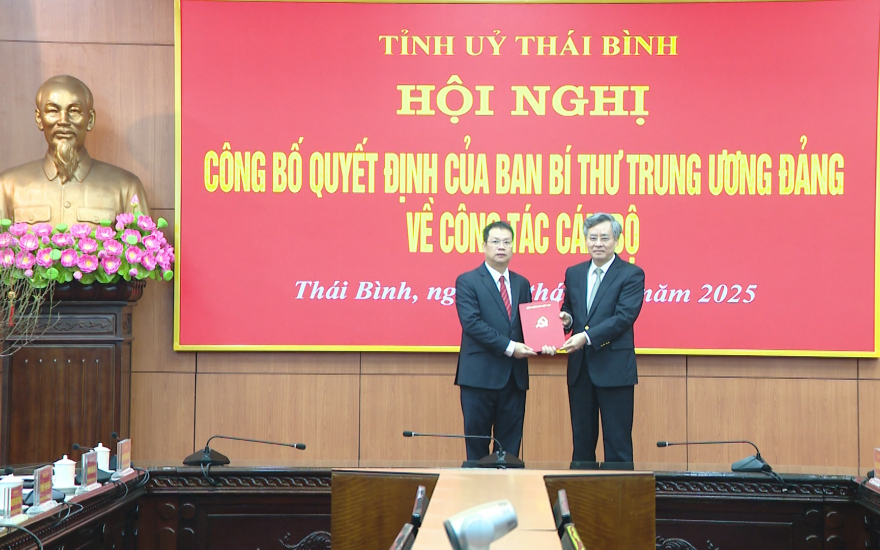 TỈNH UỶ THÁI BÌNH
HỘI NGHỊ
CÔNG BỐ QUYẾT ĐỊNH CỦA BAN BÍ THƯ TRUNG ƯƠNG ĐẢNG
VỀ CÔNG TÁC CÁN BỘ
Thái Bình, năm 2025